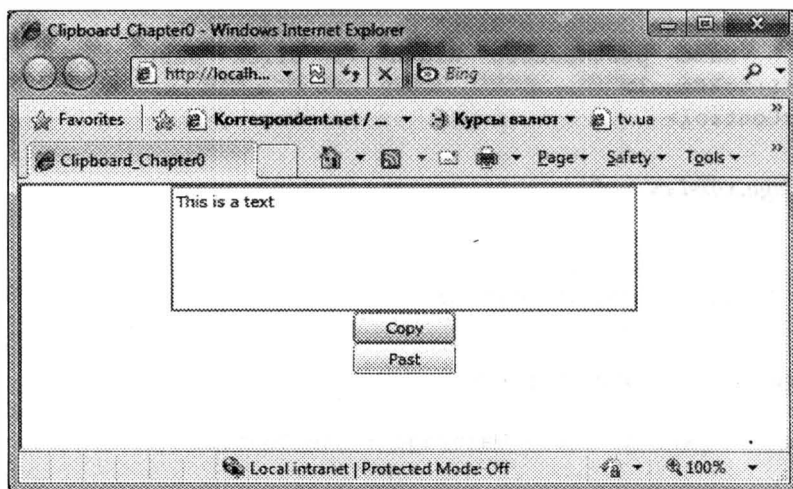 Clipboard_Chapter0 - Windows Internet Explorer
http://localh... Bing
Favorites Korrespondent.net / ... Курсы валют tv.ua »
Clipboard_Chapter0 Page Safety Tools »
This is a text
Copy
Past
Local intranet | Protected Mode: Off 100%